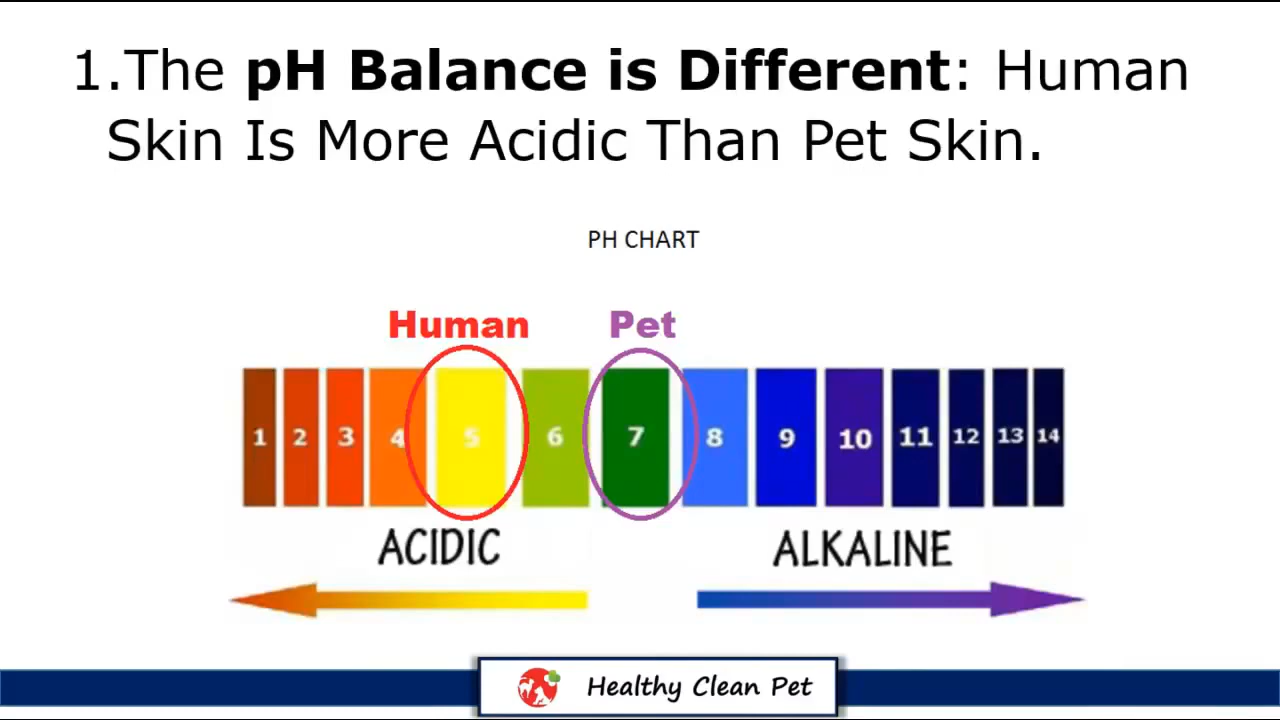 1.The pH Balance is Different: Human
Skin Is More Acidic Than Pet Skin.
PH CHART
Human Pet
1 2 3 4 5 6 7 8 9 10 11 12 13 14
ACIDIC ALKALINE
Healthy Clean Pet